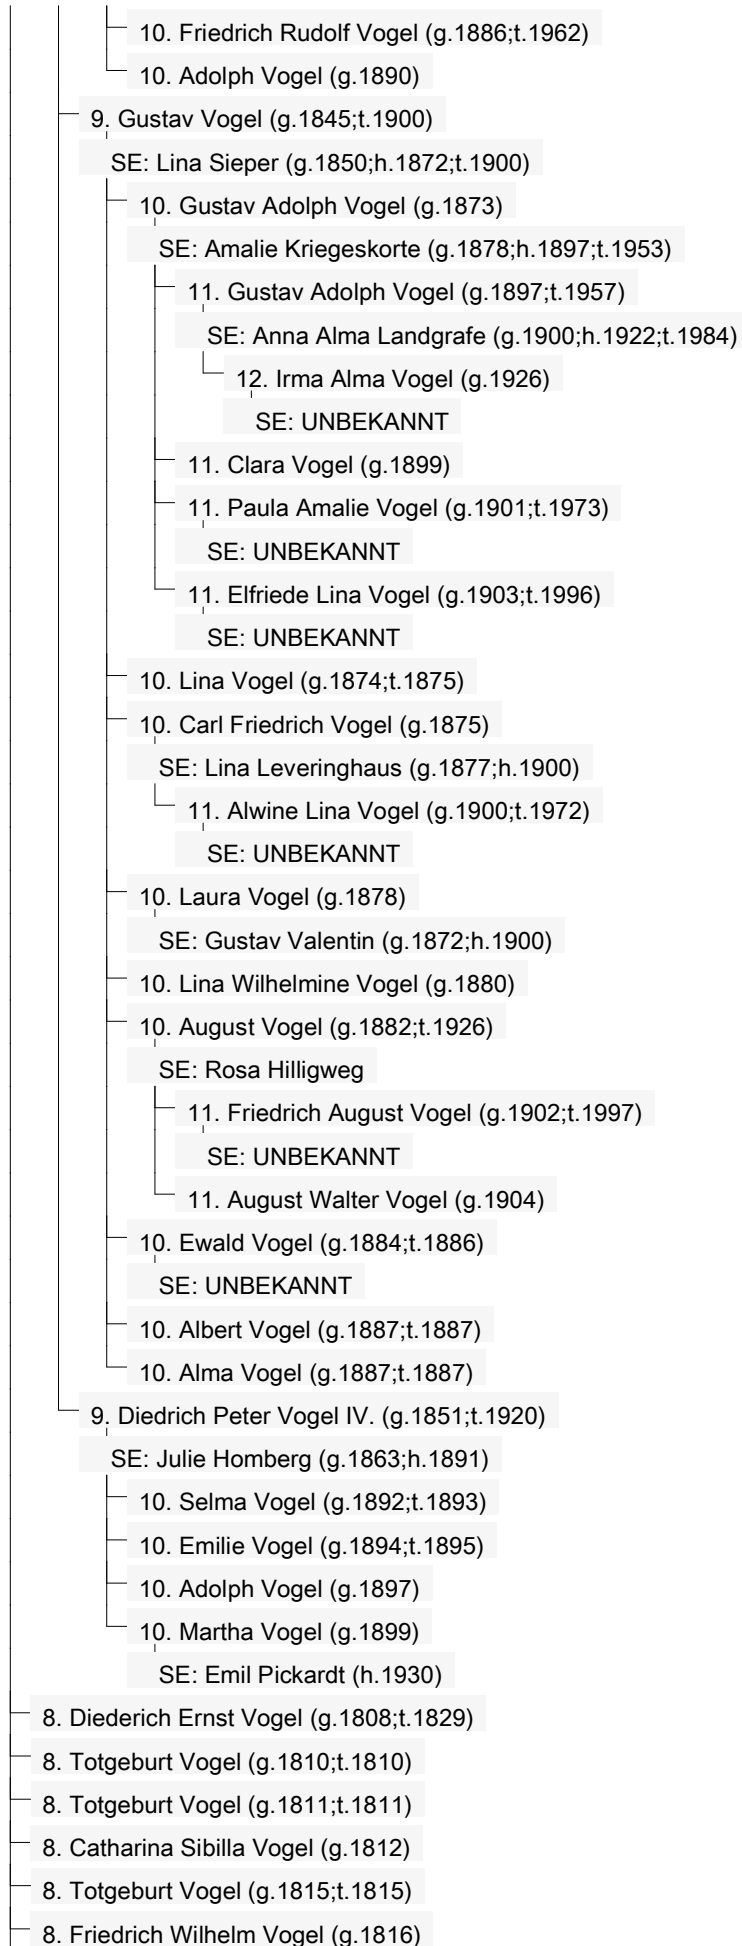 10. Friedrich Rudolf Vogel (g.1886;t.1962)
10. Adolph Vogel (g.1890)
9. Gustav Vogel (g.1845;t.1900)
SE: Lina Sieper (g.1850;h.1872;t.1900)
10. Gustav Adolph Vogel (g.1873)
SE: Amalie Kriegeskorte (g.1878;h.1897;t.1953)
11. Gustav Adolph Vogel (g.1897;t.1957)
SE: Anna Alma Landgrafe (g.1900;h.1922;t.1984)
12. Irma Alma Vogel (g.1926)
SE: UNBEKANNT
11. Clara Vogel (g.1899)
11. Paula Amalie Vogel (g.1901;t.1973)
SE: UNBEKANNT
11. Elfriede Lina Vogel (g.1903;t.1996)
SE: UNBEKANNT
10. Lina Vogel (g.1874;t.1875)
10. Carl Friedrich Vogel (g.1875)
SE: Lina Leveringhaus (g.1877;h.1900)
11. Alwine Lina Vogel (g.1900;t.1972)
SE: UNBEKANNT
10. Laura Vogel (g.1878)
SE: Gustav Valentin (g.1872;h.1900)
10. Lina Wilhelmine Vogel (g.1880)
10. August Vogel (g.1882;t.1926)
SE: Rosa Hilligweg
11. Friedrich August Vogel (g.1902;t.1997)
SE: UNBEKANNT
11. August Walter Vogel (g.1904)
10. Ewald Vogel (g.1884;t.1886)
SE: UNBEKANNT
10. Albert Vogel (g.1887;t.1887)
10. Alma Vogel (g.1887;t.1887)
9. Diedrich Peter Vogel IV. (g.1851;t.1920)
SE: Julie Homberg (g.1863;h.1891)
10. Selma Vogel (g.1892;t.1893)
10. Emilie Vogel (g.1894;t.1895)
10. Adolph Vogel (g.1897)
10. Martha Vogel (g.1899)
SE: Emil Pickardt (h.1930)
8. Diederich Ernst Vogel (g.1808;t.1829)
8. Totgeburt Vogel (g.1810;t.1810)
8. Totgeburt Vogel (g.1811;t.1811)
8. Catharina Sibilla Vogel (g.1812)
8. Totgeburt Vogel (g.1815;t.1815)
8. Friedrich Wilhelm Vogel (g.1816)